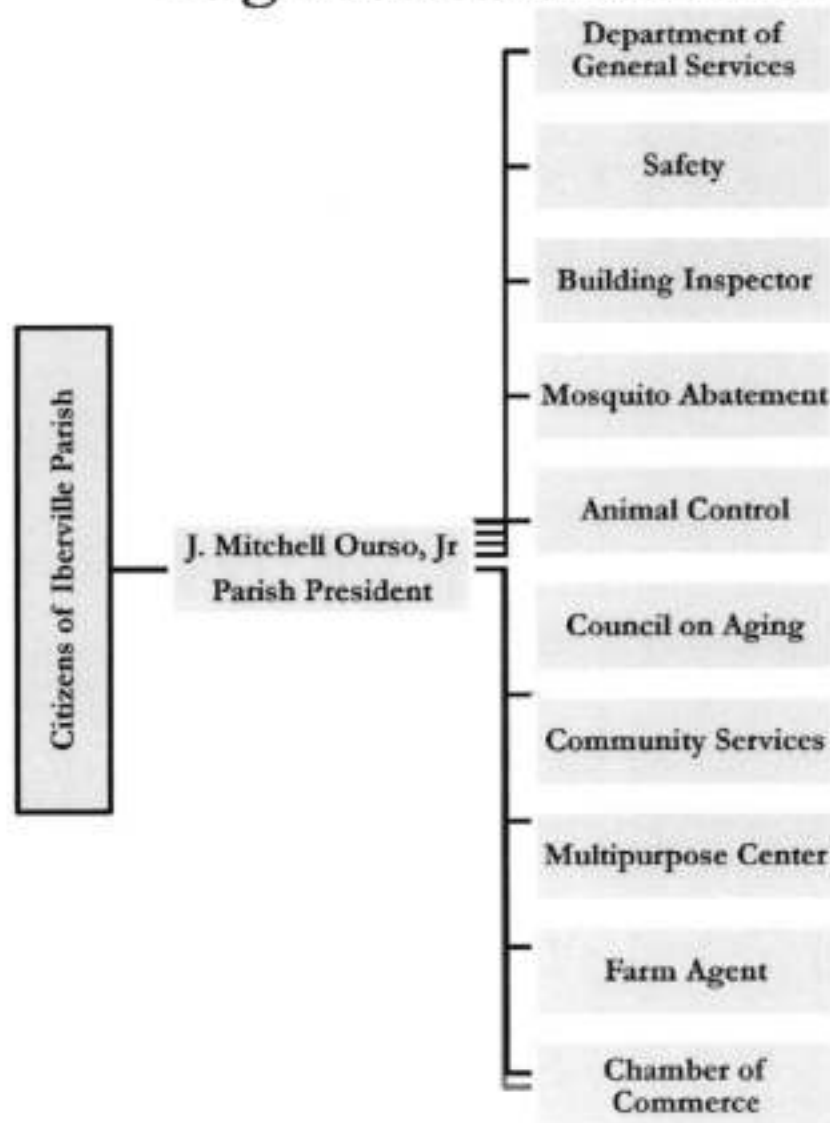 Department of
General Services
Safety
Building Inspector
Mosquito Abatement
Animal Control
Citizens of Iberville Parish
J. Mitchell Ourso, Jr
Parish President
Council on Aging
Community Services
Multipurpose Center
Farm Agent
Chamber of
Commerce